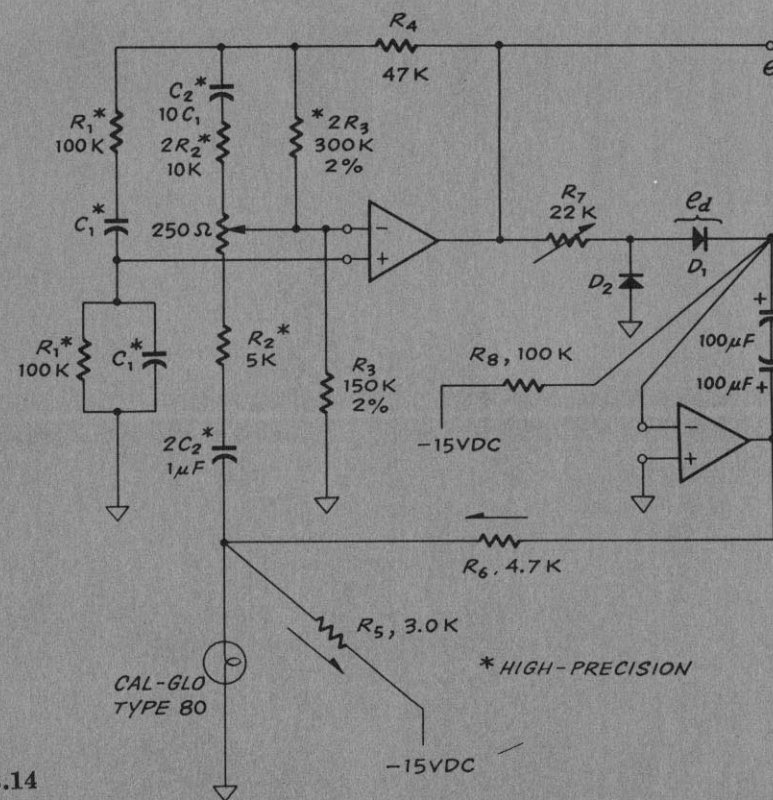 R4
47K
e
C2*
10C1
R1*
100K
2R2*
10K
*2R3
300K
2%
C1*
250Ω
−
+
R7
22K
ed
D1
D2
R1*
100K
C1*
R2*
5K
R3
150K
2%
R8, 100K
-15VDC
+
100μF
100μF
+
−
+
2C2*
1μF
R6, 4.7K
R5, 3.0K
CAL-GLO
TYPE 80
*HIGH-PRECISION
-15VDC
.14